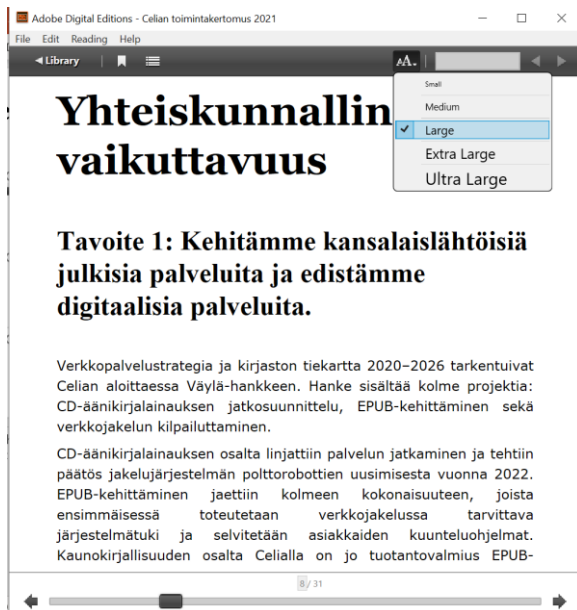 Adobe Digital Editions - Celian toimintakertomus 2021
File Edit Reading Help
Library
AA
Small
Medium
Large
Extra Large
Ultra Large
Yhteiskunnallin
vaikuttavuus
Tavoite 1: Kehitämme kansalaislähtöisiä
julkisia palveluita ja edistämme
digitaalisia palveluita.
Verkkopalvelustrategia ja kirjaston tiekartta 2020–2026 tarkentuivat
Celian aloittaessa Väylä-hankkeen. Hanke sisältää kolme projektia:
CD-äänikirjalainauksen jatkosuunnittelu, EPUB-kehittäminen sekä
verkkojakelun kilpailuttaminen.
CD-äänikirjalainauksen osalta linjattiin palvelun jatkaminen ja tehtiin
päätös jakelujärjestelmän polttorobottien uusimisesta vuonna 2022.
EPUB-kehittäminen jaettiin kolmeen kokonaisuuteen, joista
ensimmäisessä toteutetaan verkkojakelussa tarvittava
järjestelmätuki ja selvitetään asiakkaiden kuunteluohjelmat.
Kaunokirjallisuuden osalta Celialla on jo tuotantovalmius EPUB-
8 / 31